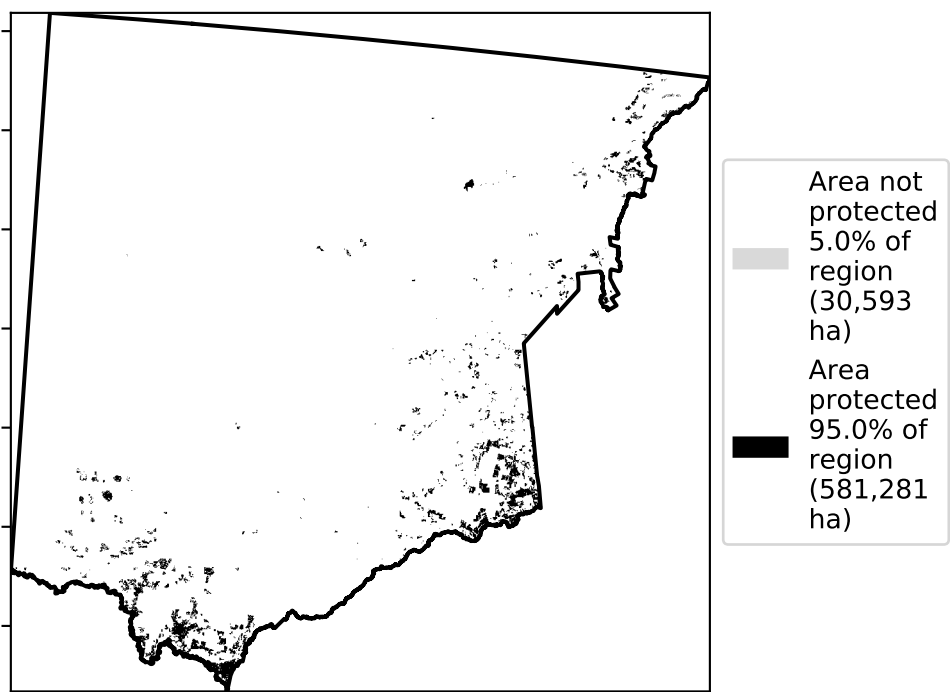 Area not
protected
5.0% of
region
(30,593
ha)
Area
protected
95.0% of
region
(581,281
ha)